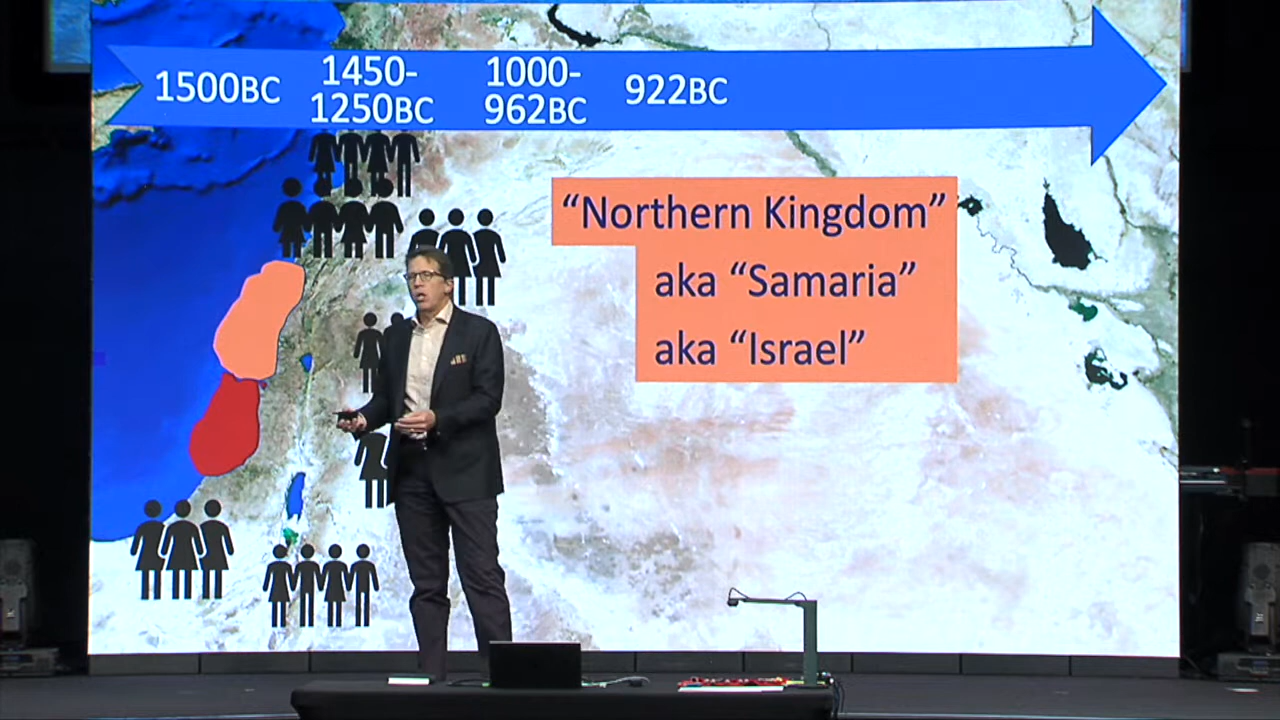 1500BC
1450-
1250BC
1000-
962BC
922BC
“Northern Kingdom”
aka “Samaria”
aka “Israel”